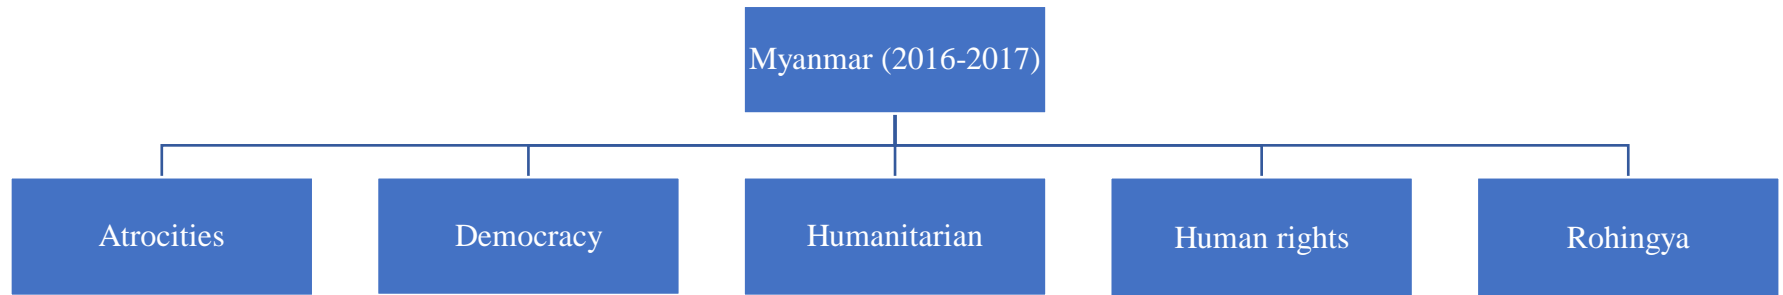 Myanmar (2016-2017)
Atrocities
Democracy
Humanitarian
Human rights
Rohingya